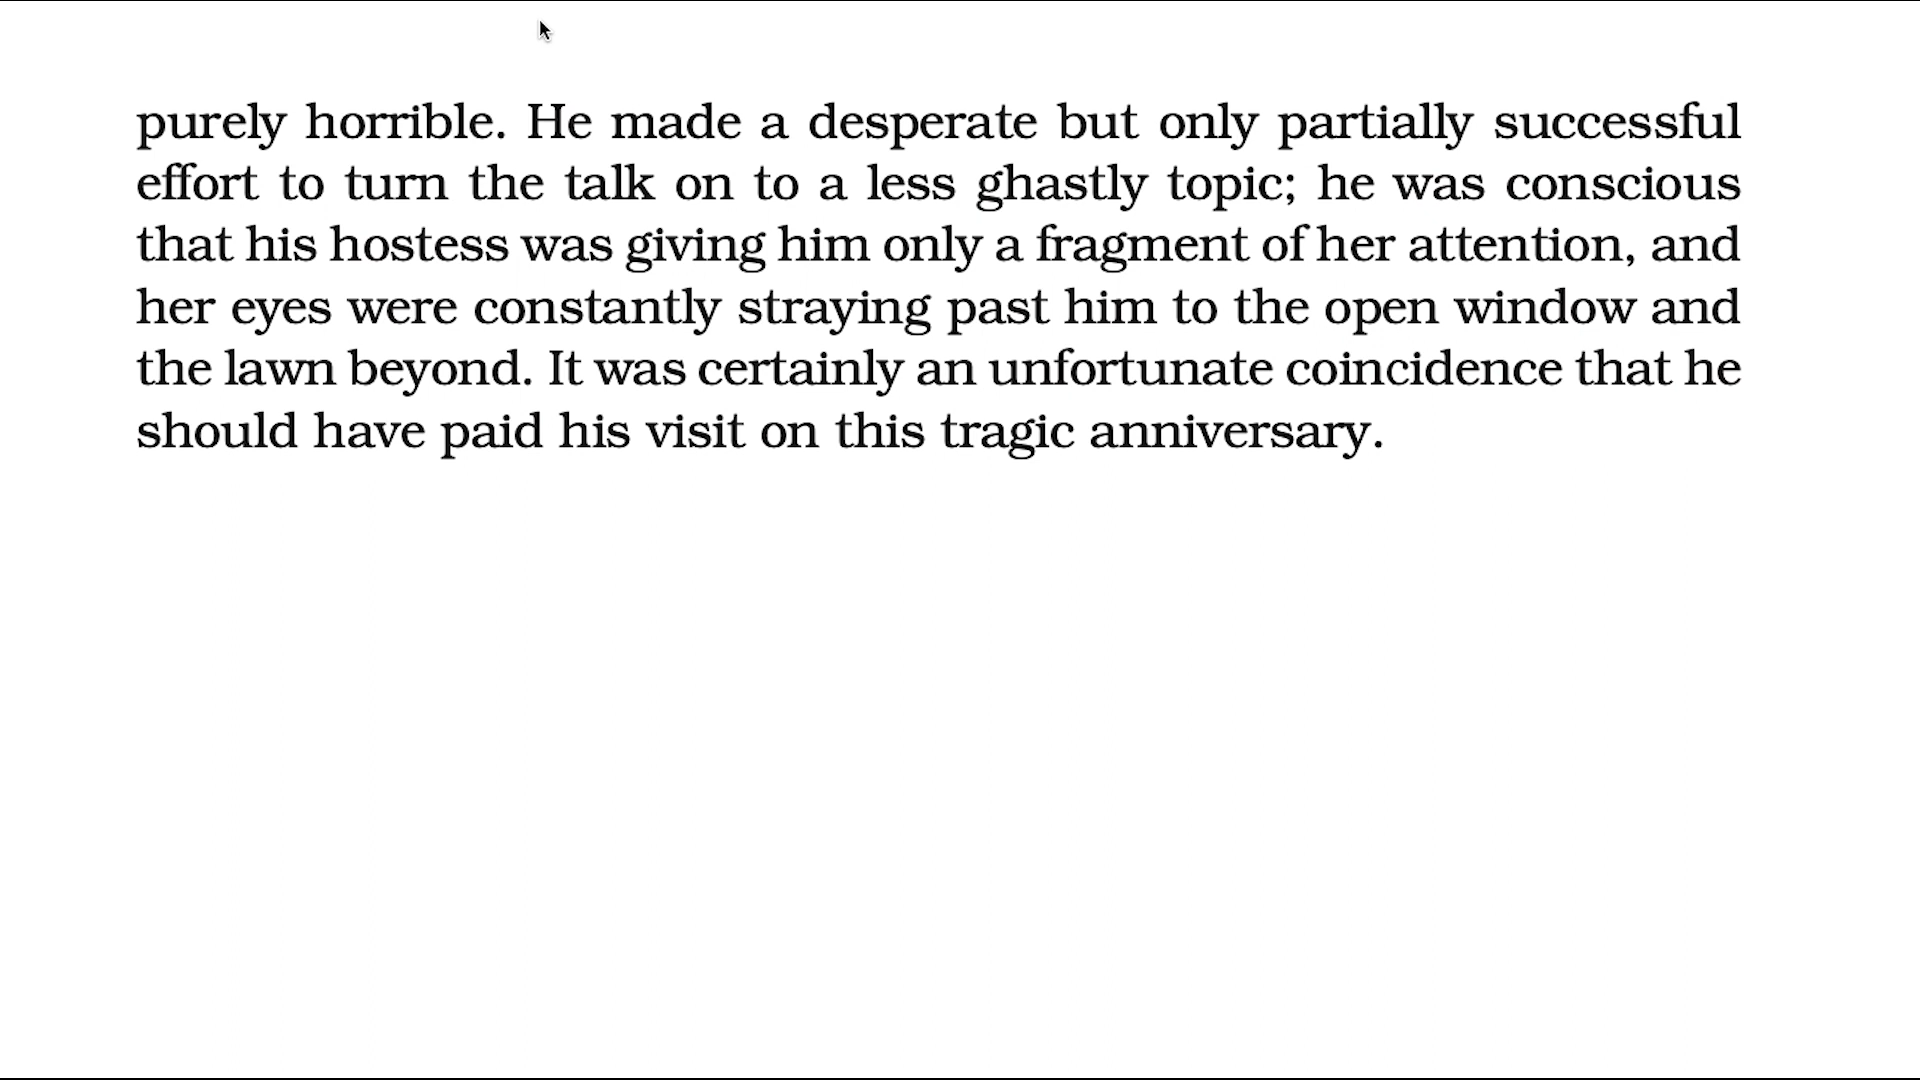 purely horrible. He made a desperate but only partially successful
effort to turn the talk on to a less ghastly topic; he was conscious
that his hostess was giving him only a fragment of her attention, and
her eyes were constantly straying past him to the open window and
the lawn beyond. It was certainly an unfortunate coincidence that he
should have paid his visit on this tragic anniversary.